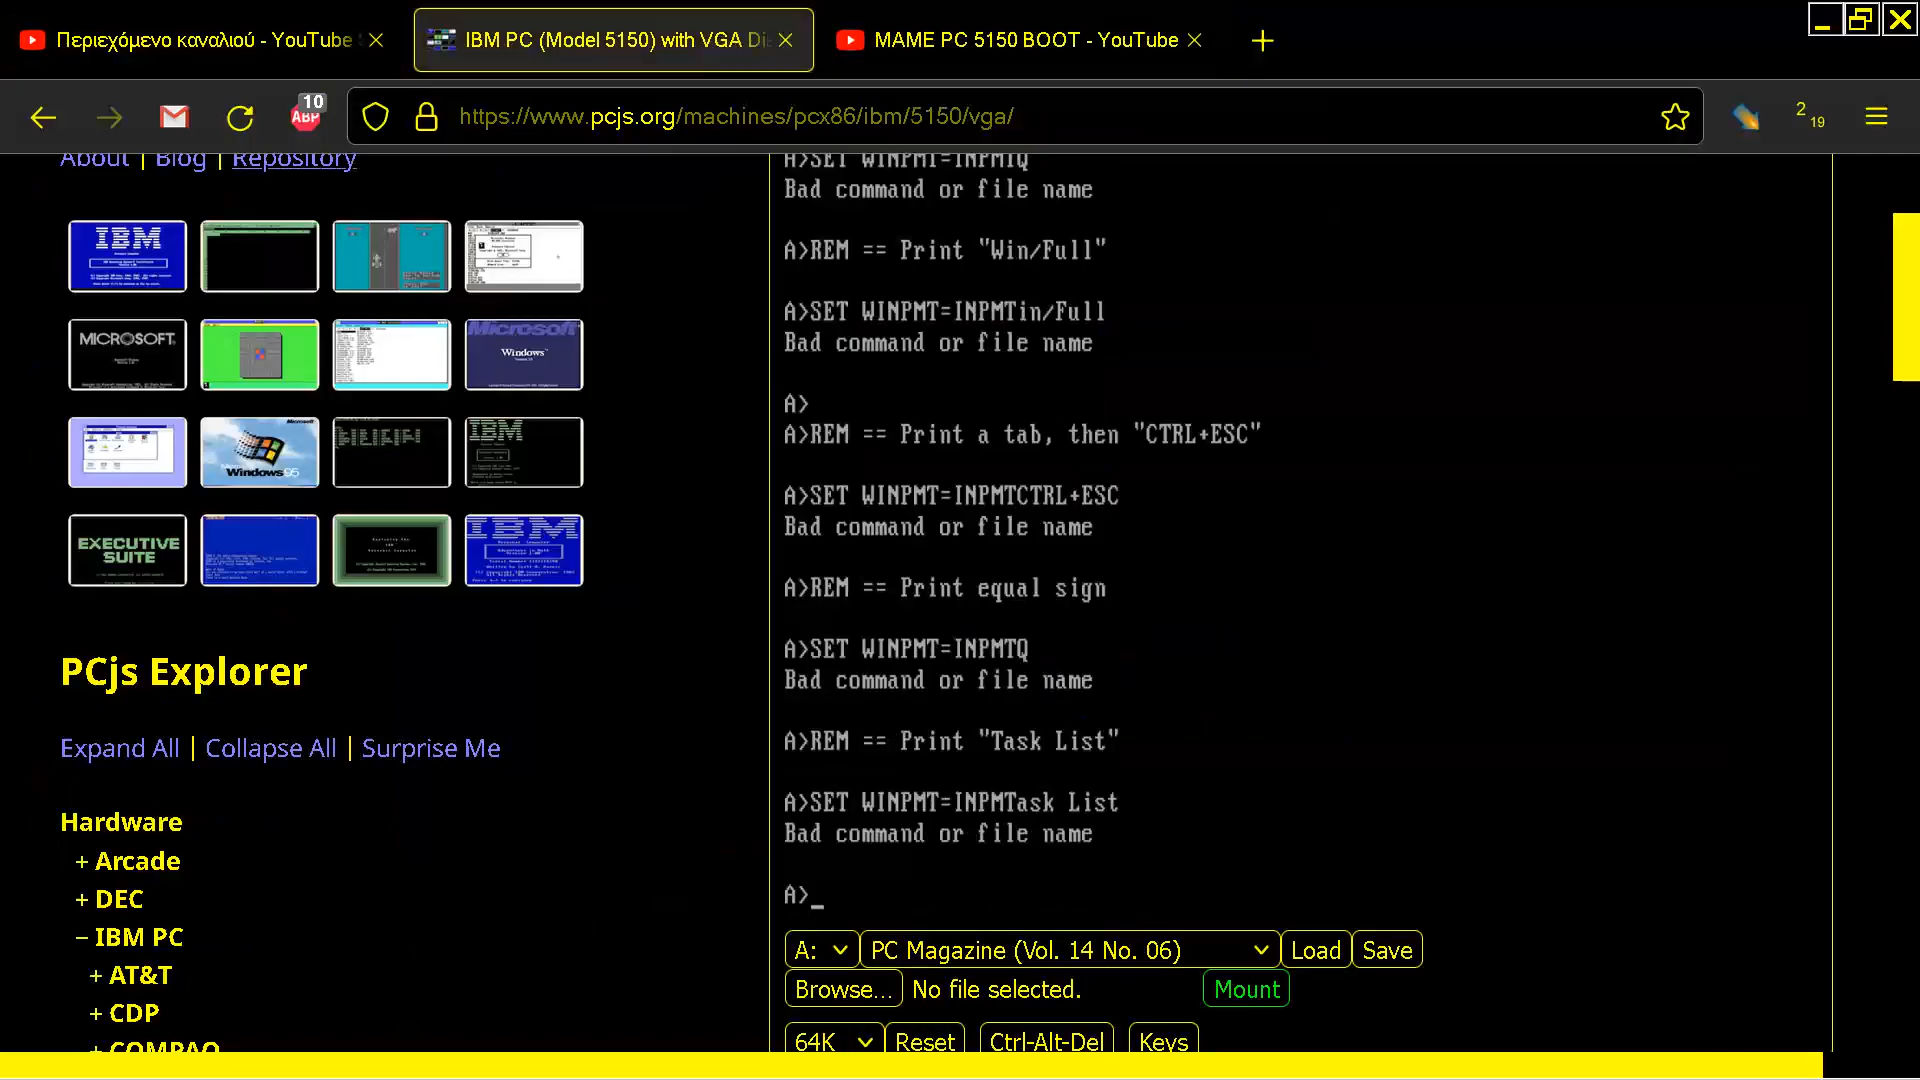 Περιεχόμενο καναλιού - YouTube
IBM PC (Model 5150) with VGA Di
MAME PC 5150 BOOT - YouTube
10
ABP
https://www.pcjs.org/machines/pcx86/ibm/5150/vga/
2 19
About | Blog | Repository
IBM
MICROSOFT
Microsoft
Windows
Microsoft
Windows 95
IBM
EXECUTIVE
SUITE
IBM
PCjs Explorer
Expand All | Collapse All | Surprise Me
Hardware
+ Arcade
+ DEC
− IBM PC
+ AT&T
+ CDP
+ COMPAQ
A>SET WINPMT=INPMTQ
Bad command or file name
A>REM == Print "Win/Full"
A>SET WINPMT=INPMTin/Full
Bad command or file name
A>
A>REM == Print a tab, then "CTRL+ESC"
A>SET WINPMT=INPMTCTRL+ESC
Bad command or file name
A>REM == Print equal sign
A>SET WINPMT=INPMTQ
Bad command or file name
A>REM == Print "Task List"
A>SET WINPMT=INPMTask List
Bad command or file name
A>_
A: PC Magazine (Vol. 14 No. 06) Load Save
Browse... No file selected. Mount
64K Reset Ctrl-Alt-Del Keys